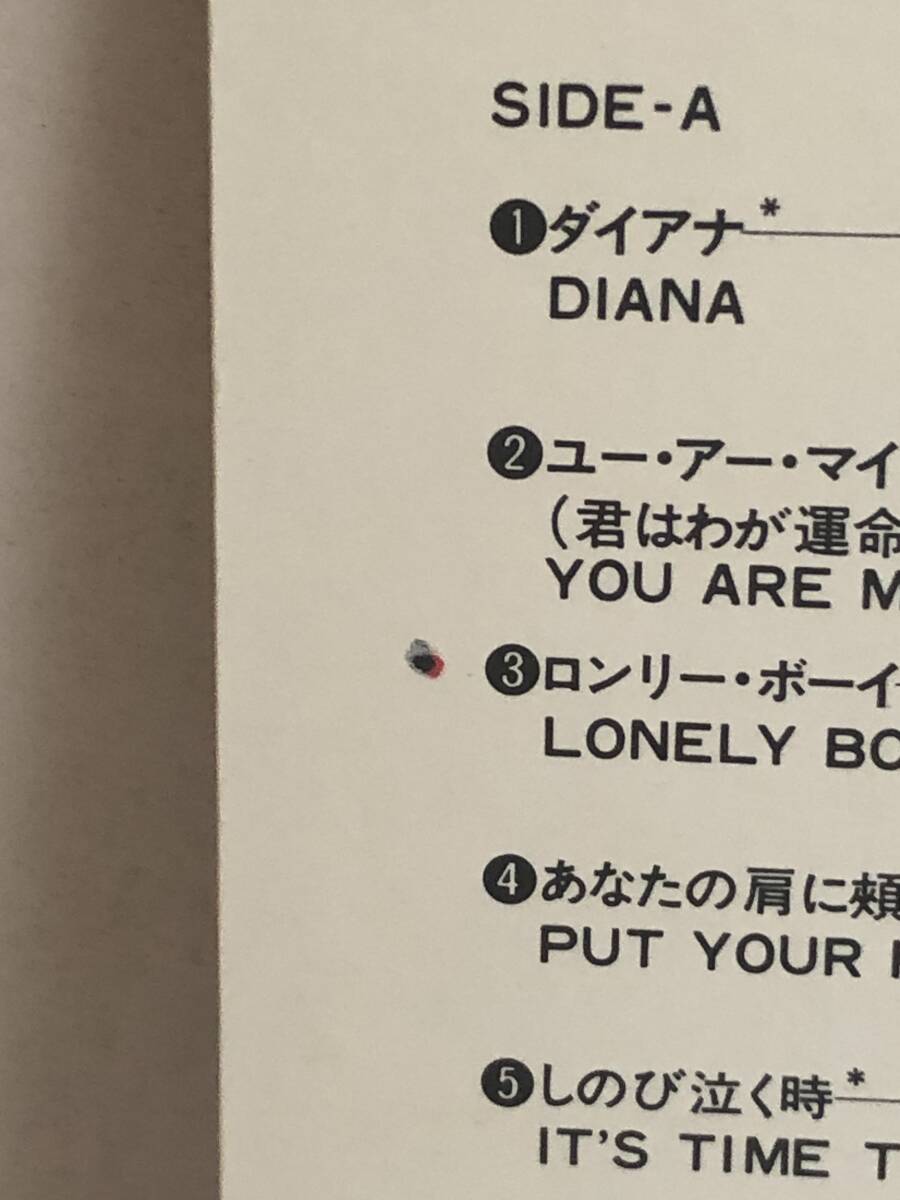 SIDE-A
❶ダイアナ*
DIANA
❷ユー・アー・マイ
(君はわが運命
YOU ARE M
❸ロンリー・ボーイ
LONELY BO
❹あなたの肩に頬
PUT YOUR
❺しのび泣く時*
IT'S TIME T